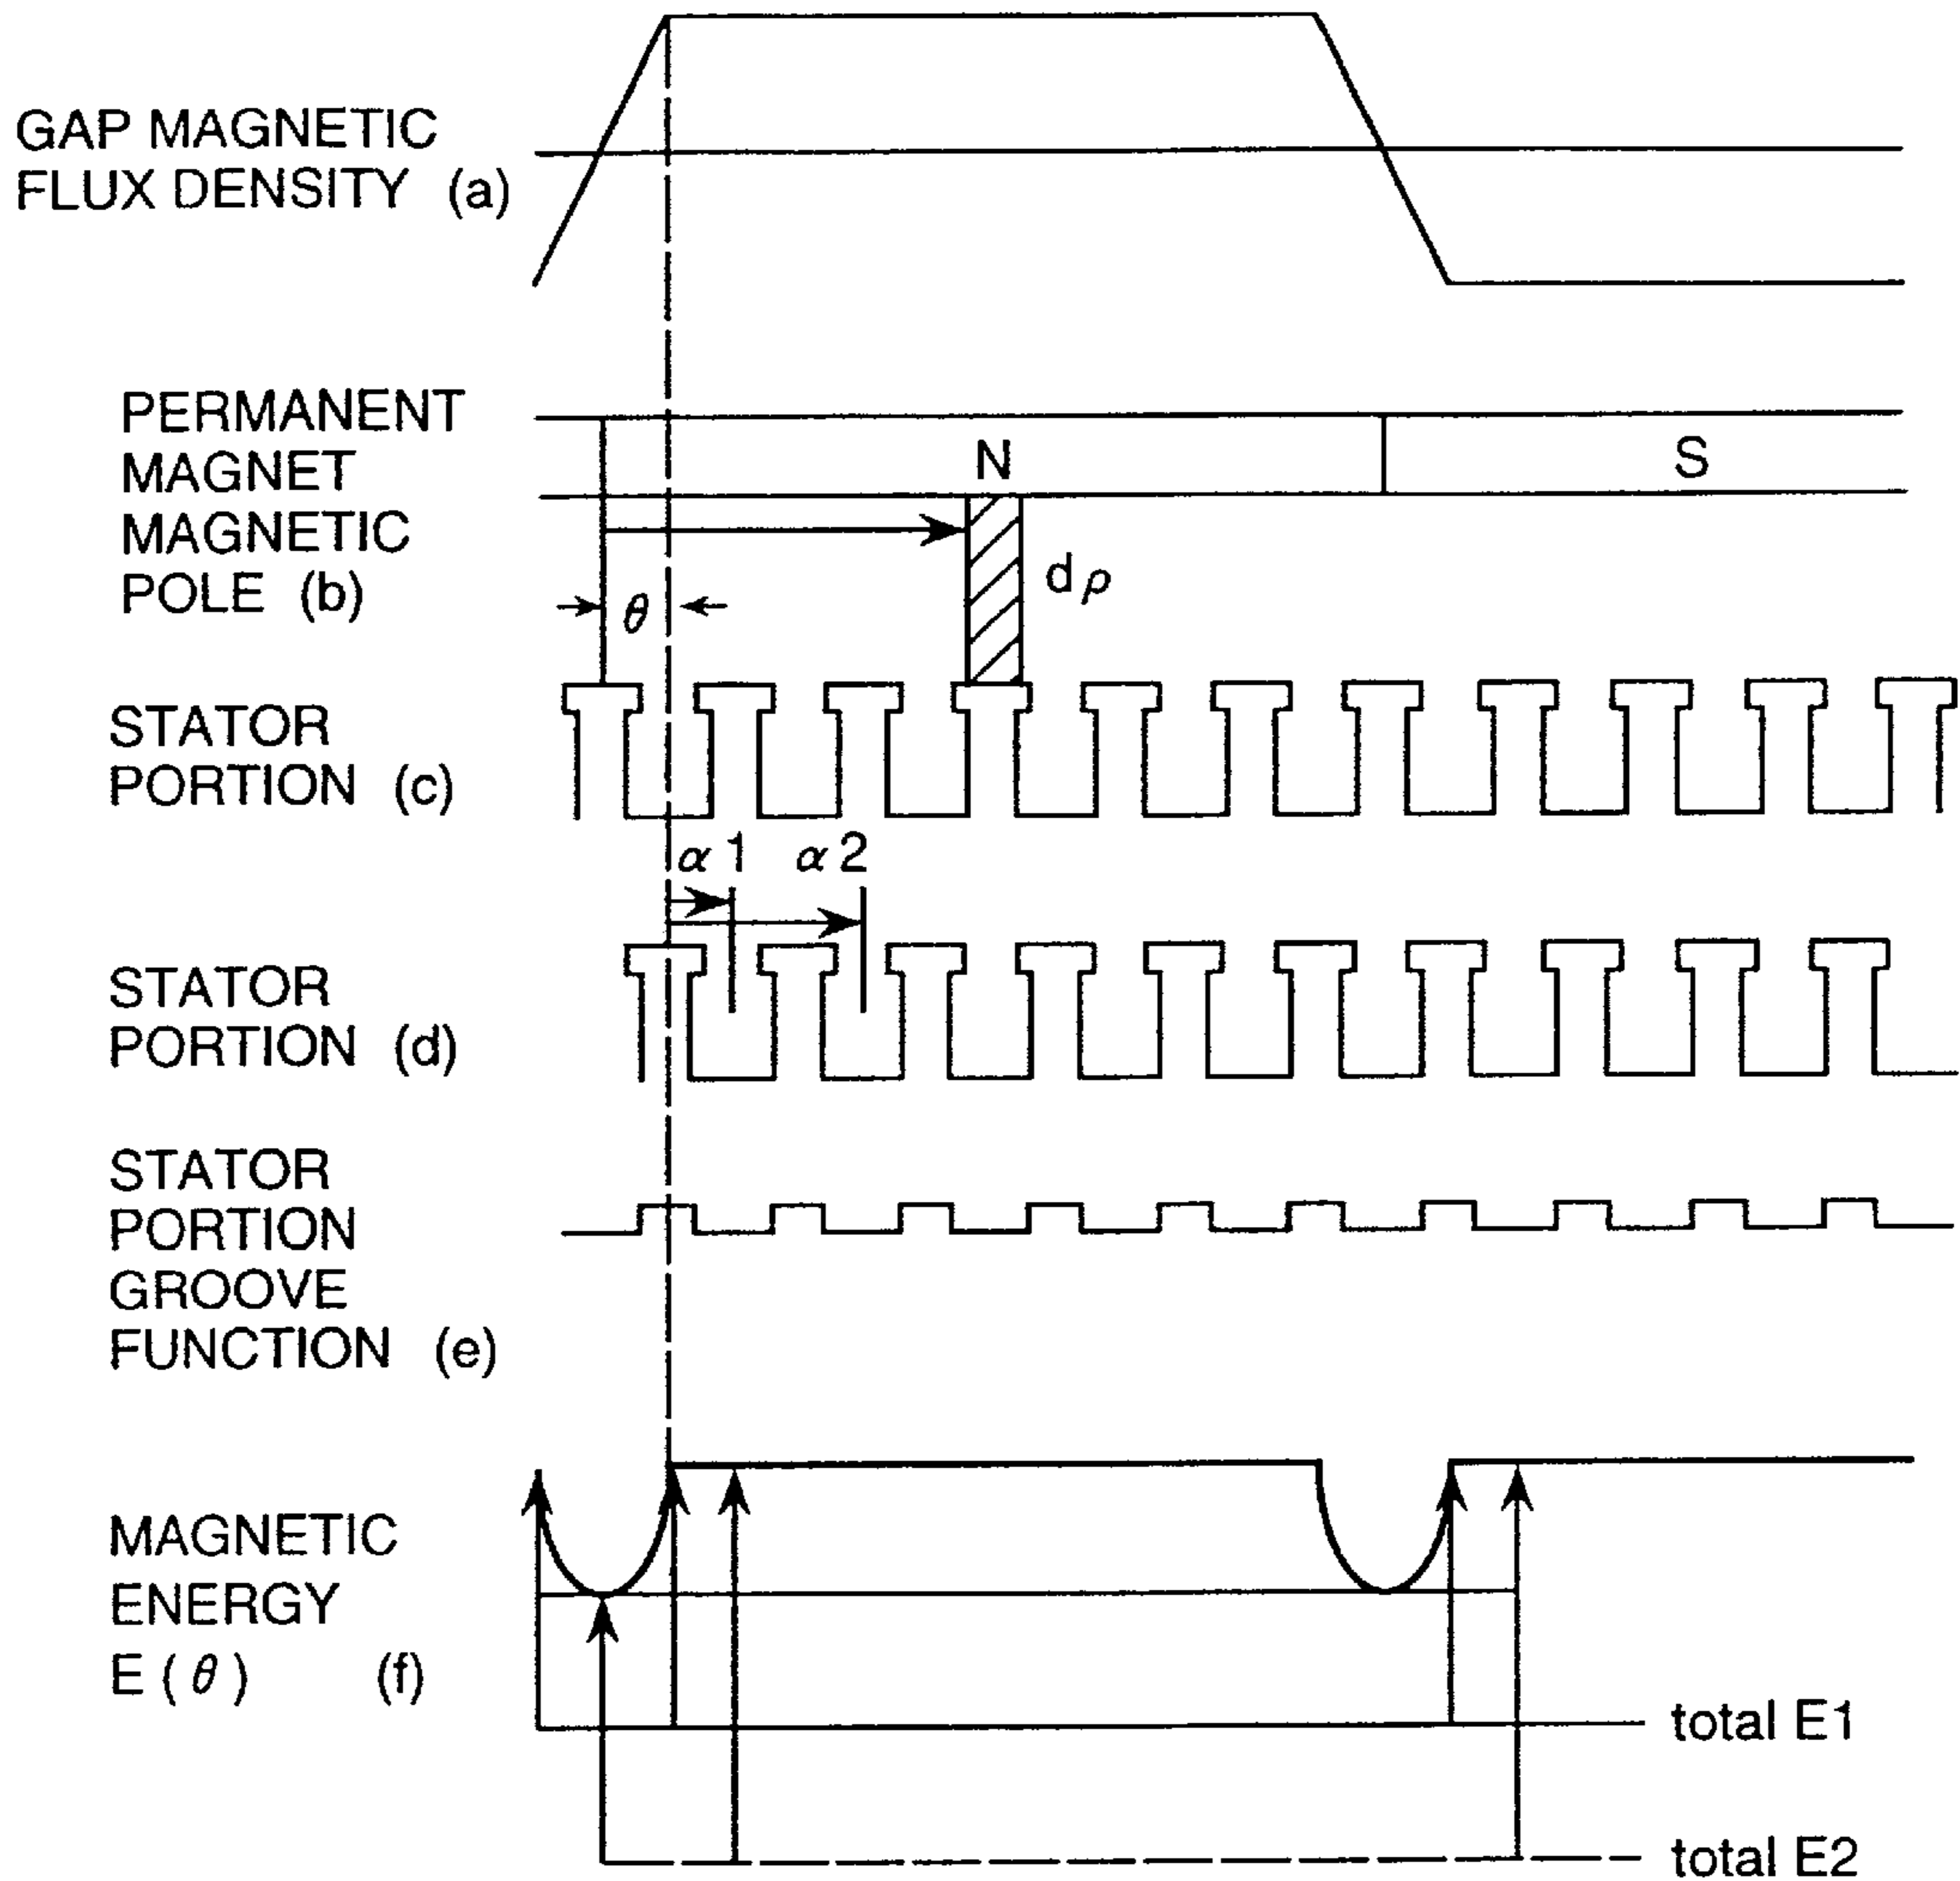 GAP MAGNETIC
FLUX DENSITY (a)
PERMANENT
MAGNET
MAGNETIC
POLE (b)
N
S
dρ
θ
STATOR
PORTION (c)
α1
α2
STATOR
PORTION (d)
STATOR
PORTION
GROOVE
FUNCTION (e)
MAGNETIC
ENERGY
E(θ) (f)
total E1
total E2